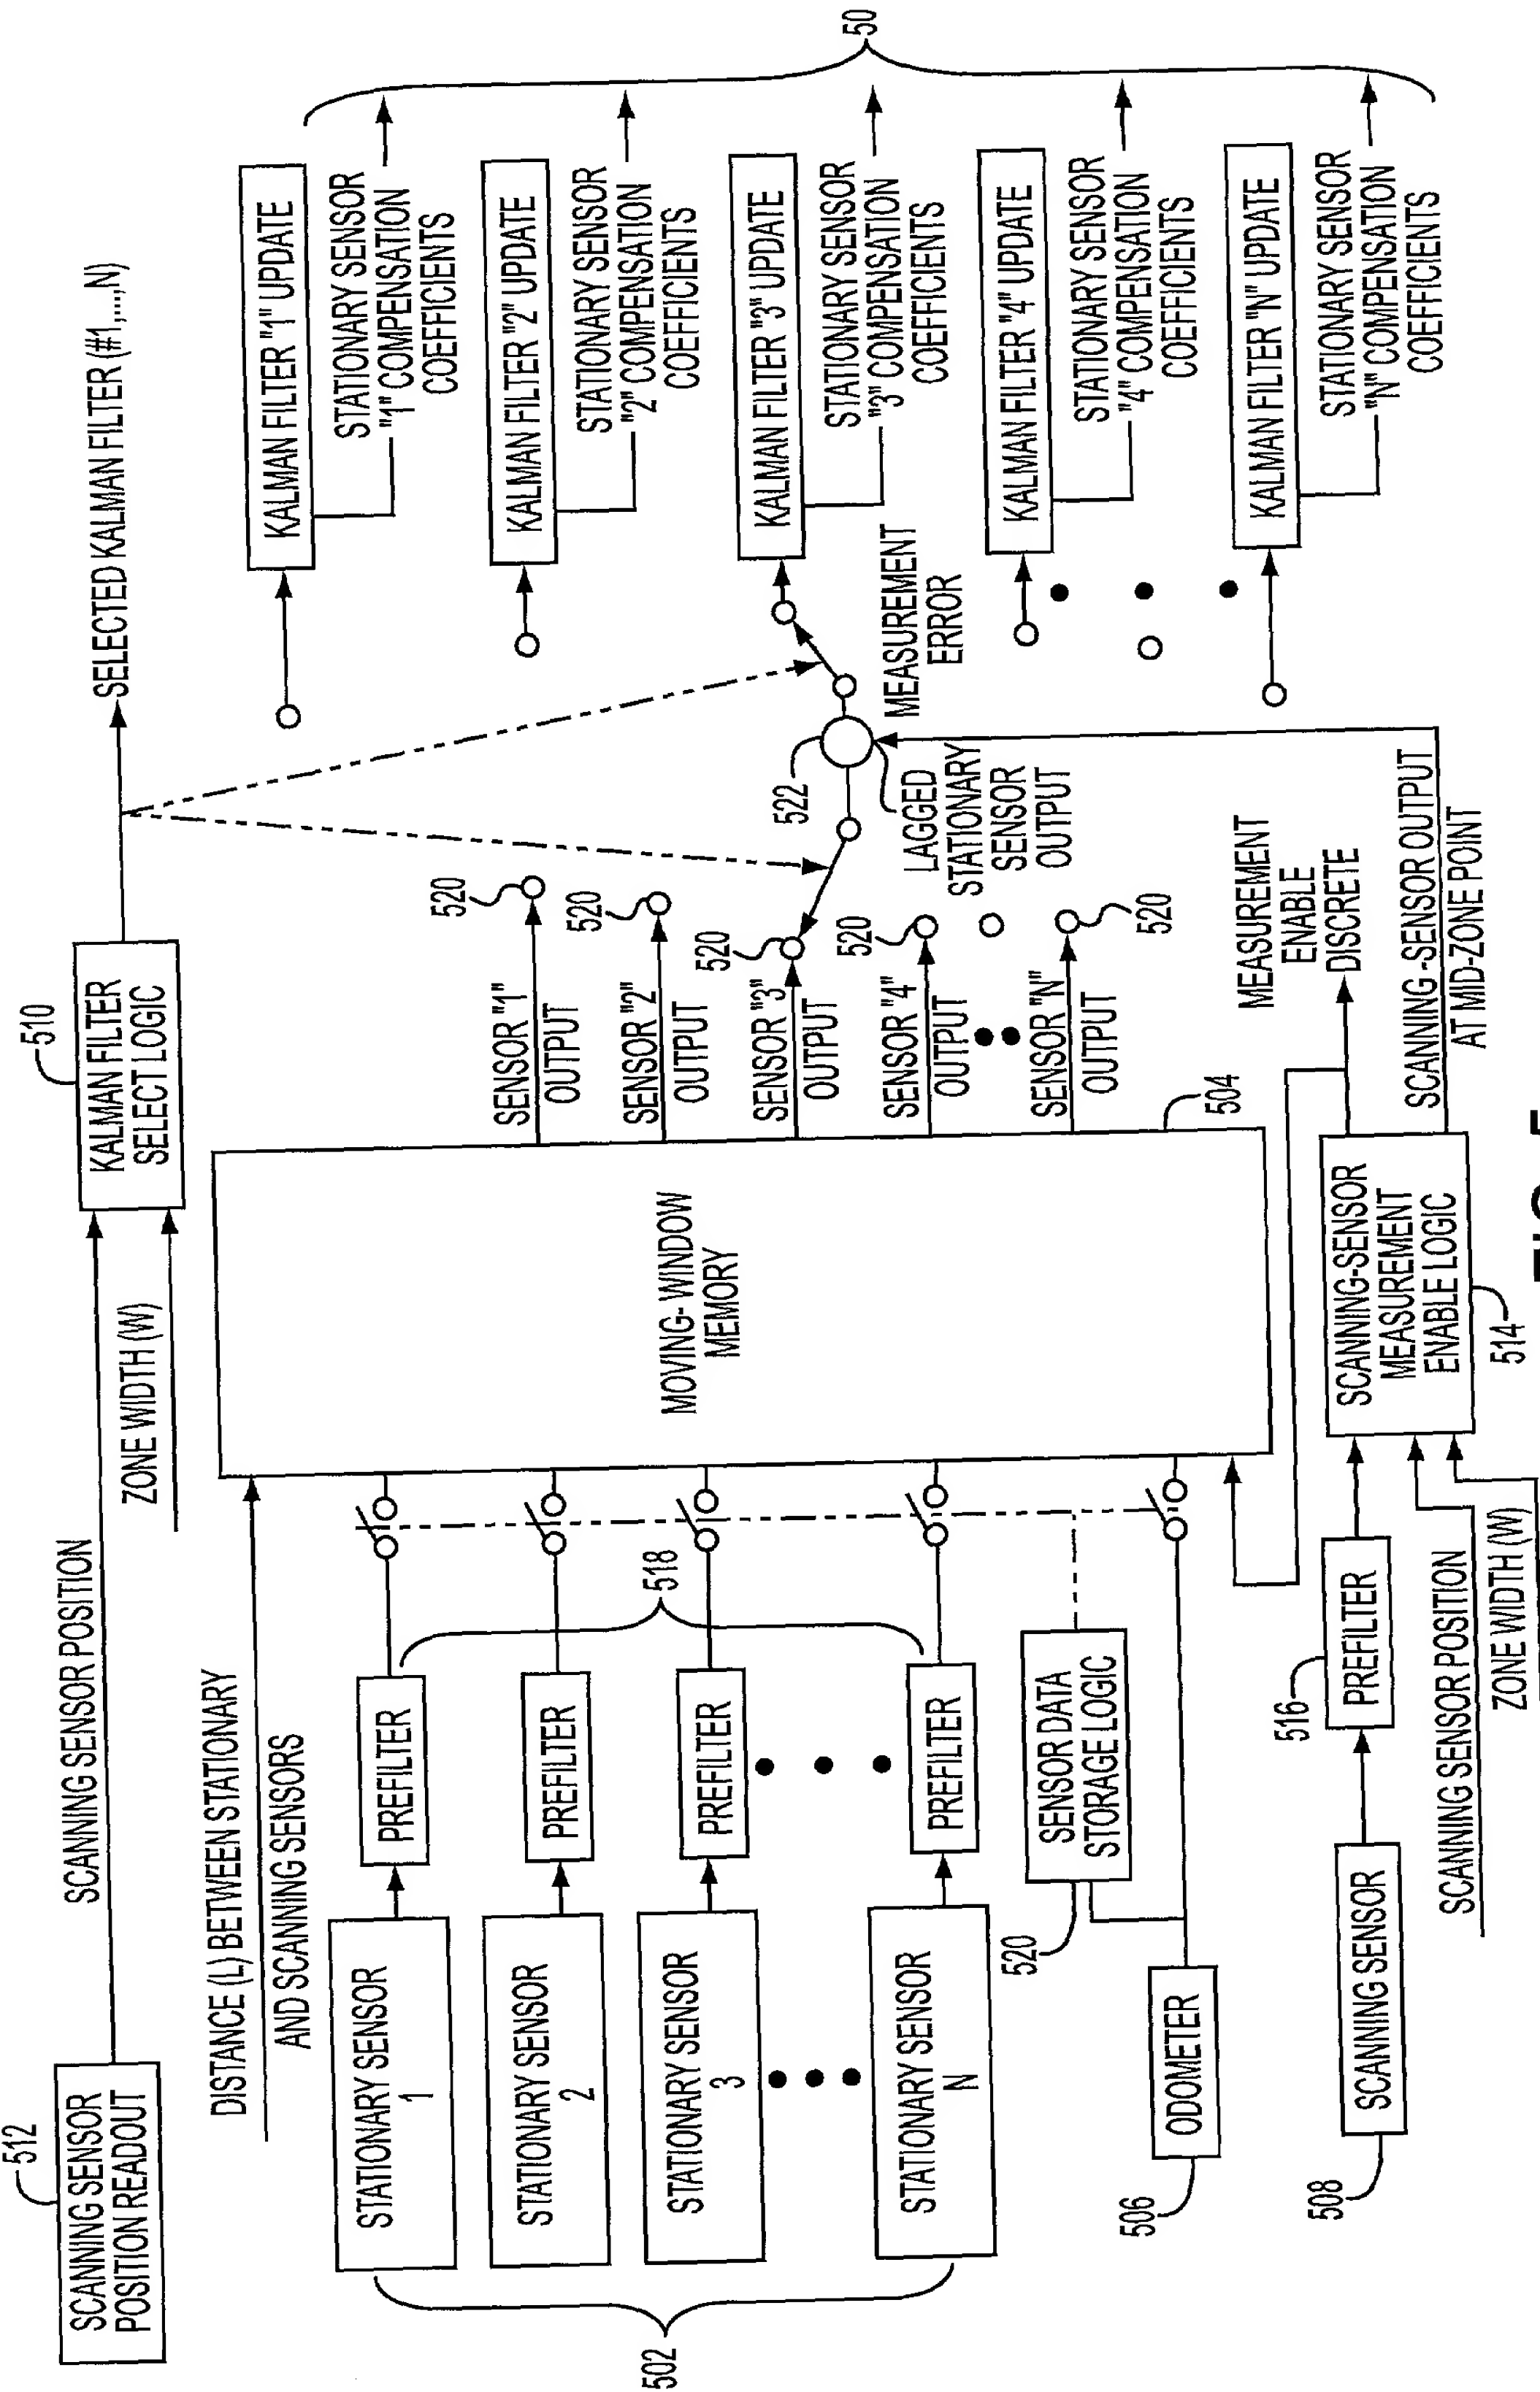 512
SCANNING SENSOR
POSITION READOUT
SCANNING SENSOR POSITION
ZONE WIDTH (W)
510
KALMAN FILTER
SELECT LOGIC
SELECTED KALMAN FILTER (#1,....,N)
DISTANCE (L) BETWEEN STATIONARY
AND SCANNING SENSORS
502
STATIONARY SENSOR
1
STATIONARY SENSOR
2
STATIONARY SENSOR
3
STATIONARY SENSOR
N
PREFILTER
PREFILTER
PREFILTER
PREFILTER
518
520
SENSOR DATA
STORAGE LOGIC
506
ODOMETER
MOVING-WINDOW
MEMORY
504
SENSOR "1"
OUTPUT
520
SENSOR "2"
OUTPUT
520
SENSOR "3"
OUTPUT
520
SENSOR "4"
OUTPUT
520
SENSOR "N"
OUTPUT
520
522
LAGGED
STATIONARY
SENSOR
OUTPUT
MEASUREMENT
ERROR
KALMAN FILTER "1" UPDATE
STATIONARY SENSOR
"1" COMPENSATION
COEFFICIENTS
KALMAN FILTER "2" UPDATE
STATIONARY SENSOR
"2" COMPENSATION
COEFFICIENTS
KALMAN FILTER "3" UPDATE
STATIONARY SENSOR
"3" COMPENSATION
COEFFICIENTS
KALMAN FILTER "4" UPDATE
STATIONARY SENSOR
"4" COMPENSATION
COEFFICIENTS
KALMAN FILTER "N" UPDATE
STATIONARY SENSOR
"N" COMPENSATION
COEFFICIENTS
50
508
SCANNING SENSOR
516
PREFILTER
SCANNING SENSOR POSITION
ZONE WIDTH (W)
SCANNING-SENSOR
MEASUREMENT
ENABLE LOGIC
514
MEASUREMENT
ENABLE
DISCRETE
SCANNING-SENSOR OUTPUT
AT MID-ZONE POINT